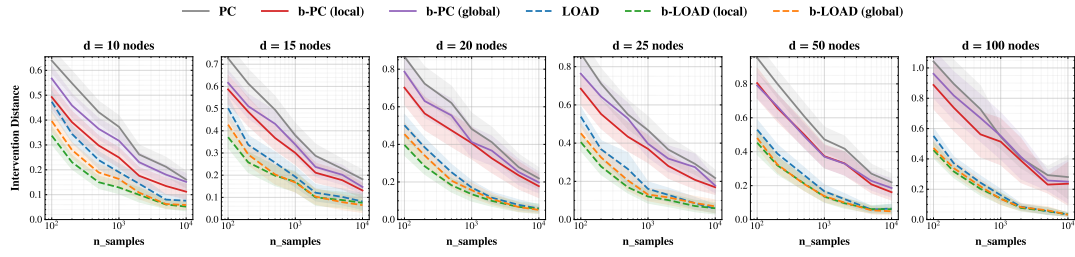 PC b-PC (local) b-PC (global) LOAD b-LOAD (local) b-LOAD (global)
d = 10 nodes d = 15 nodes d = 20 nodes d = 25 nodes d = 50 nodes d = 100 nodes
Intervention Distance
0.6
0.5
0.4
0.3
0.2
0.1
0.0
10² 10³ 10⁴
n_samples
0.7
0.6
0.5
0.4
0.3
0.2
0.1
0.0
10² 10³ 10⁴
n_samples
0.8
0.6
0.4
0.2
0.0
10² 10³ 10⁴
n_samples
0.8
0.6
0.4
0.2
0.0
10² 10³ 10⁴
n_samples
0.8
0.6
0.4
0.2
0.0
10² 10³ 10⁴
n_samples
1.0
0.8
0.6
0.4
0.2
0.0
10² 10³ 10⁴
n_samples